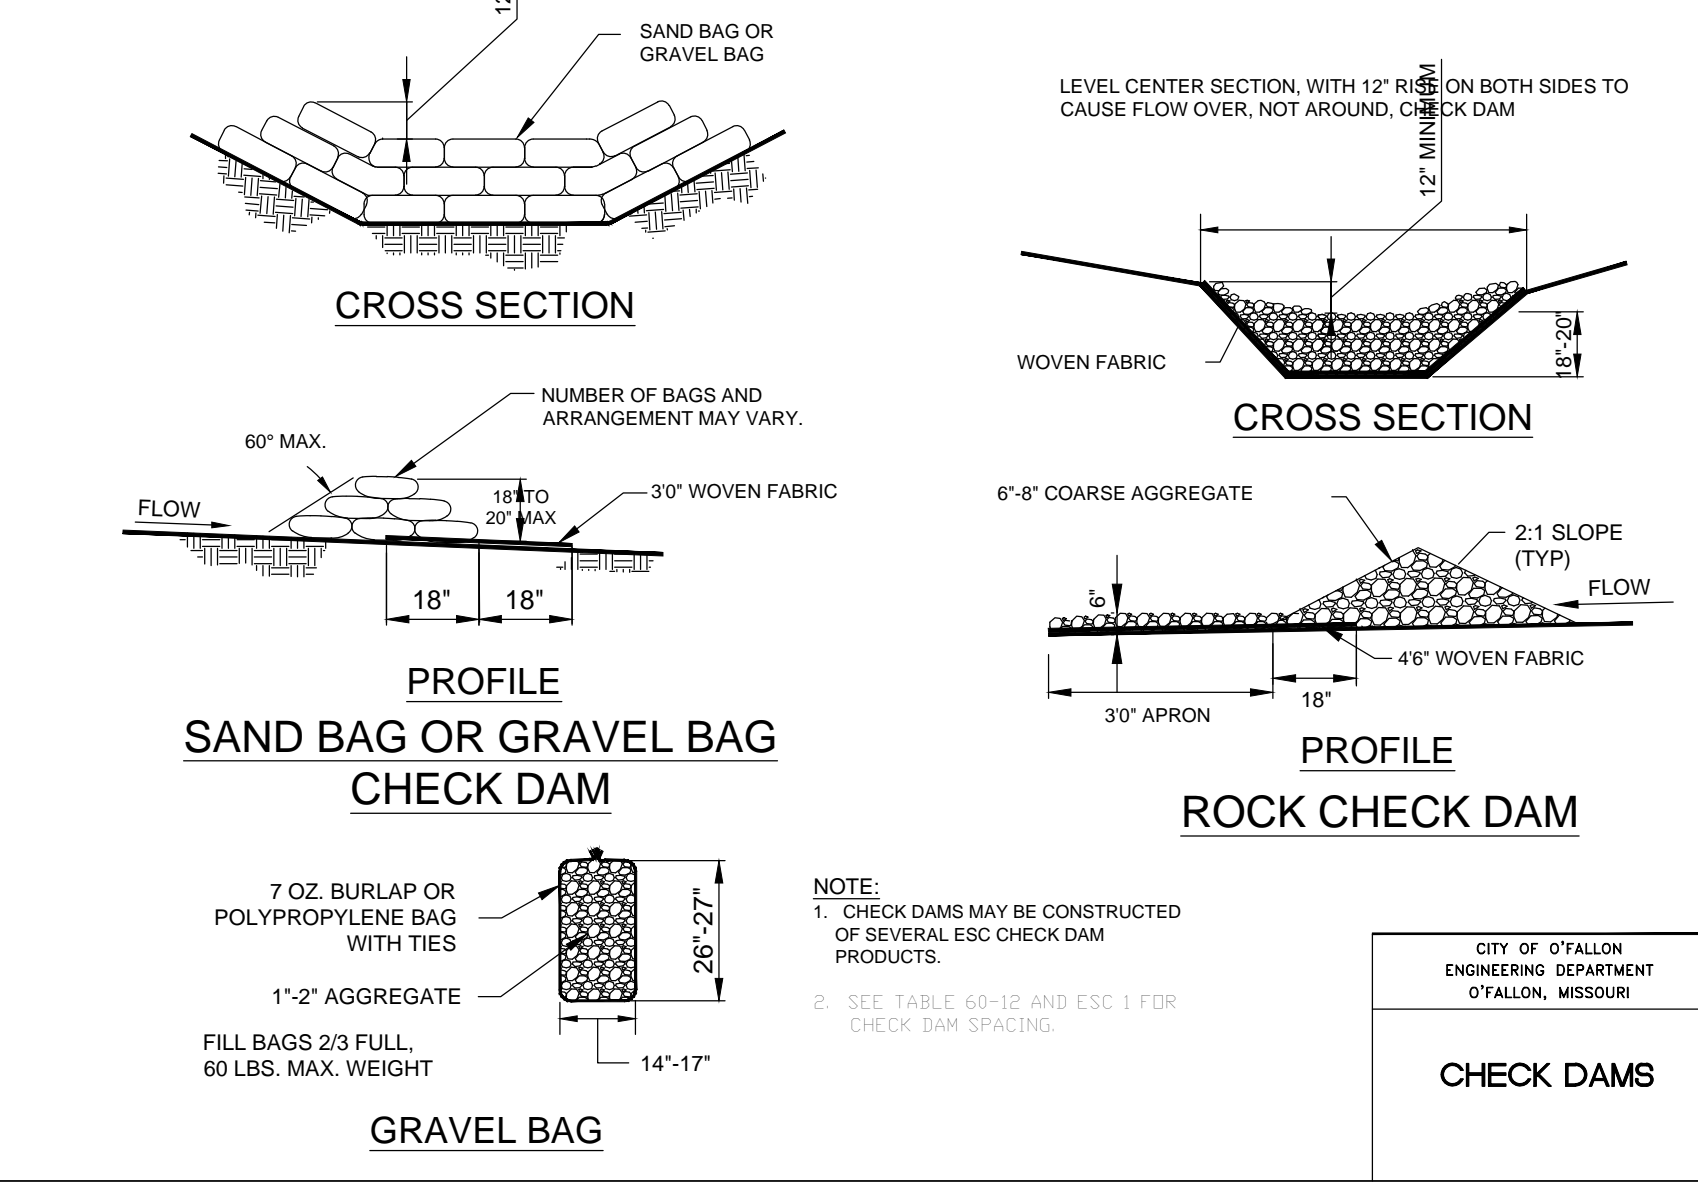 12
SAND BAG OR
GRAVEL BAG
CROSS SECTION
NUMBER OF BAGS AND
ARRANGEMENT MAY VARY.
60° MAX.
FLOW
18" TO
20" MAX
3'0" WOVEN FABRIC
18"
18"
PROFILE
SAND BAG OR GRAVEL BAG
CHECK DAM
7 OZ. BURLAP OR
POLYPROPYLENE BAG
WITH TIES
1"-2" AGGREGATE
FILL BAGS 2/3 FULL,
60 LBS. MAX. WEIGHT
26"-27"
14"-17"
GRAVEL BAG
LEVEL CENTER SECTION, WITH 12" RISE ON BOTH SIDES TO
CAUSE FLOW OVER, NOT AROUND, CHECK DAM
12" MINIMUM
WOVEN FABRIC
18"-20"
CROSS SECTION
6"-8" COARSE AGGREGATE
2:1 SLOPE
(TYP)
FLOW
6"
4'6" WOVEN FABRIC
18"
3'0" APRON
PROFILE
ROCK CHECK DAM
NOTE:
1. CHECK DAMS MAY BE CONSTRUCTED
OF SEVERAL ESC CHECK DAM
PRODUCTS.
2. SEE TABLE 60-12 AND ESC 1 FOR
CHECK DAM SPACING.
CITY OF O'FALLON
ENGINEERING DEPARTMENT
O'FALLON, MISSOURI
CHECK DAMS